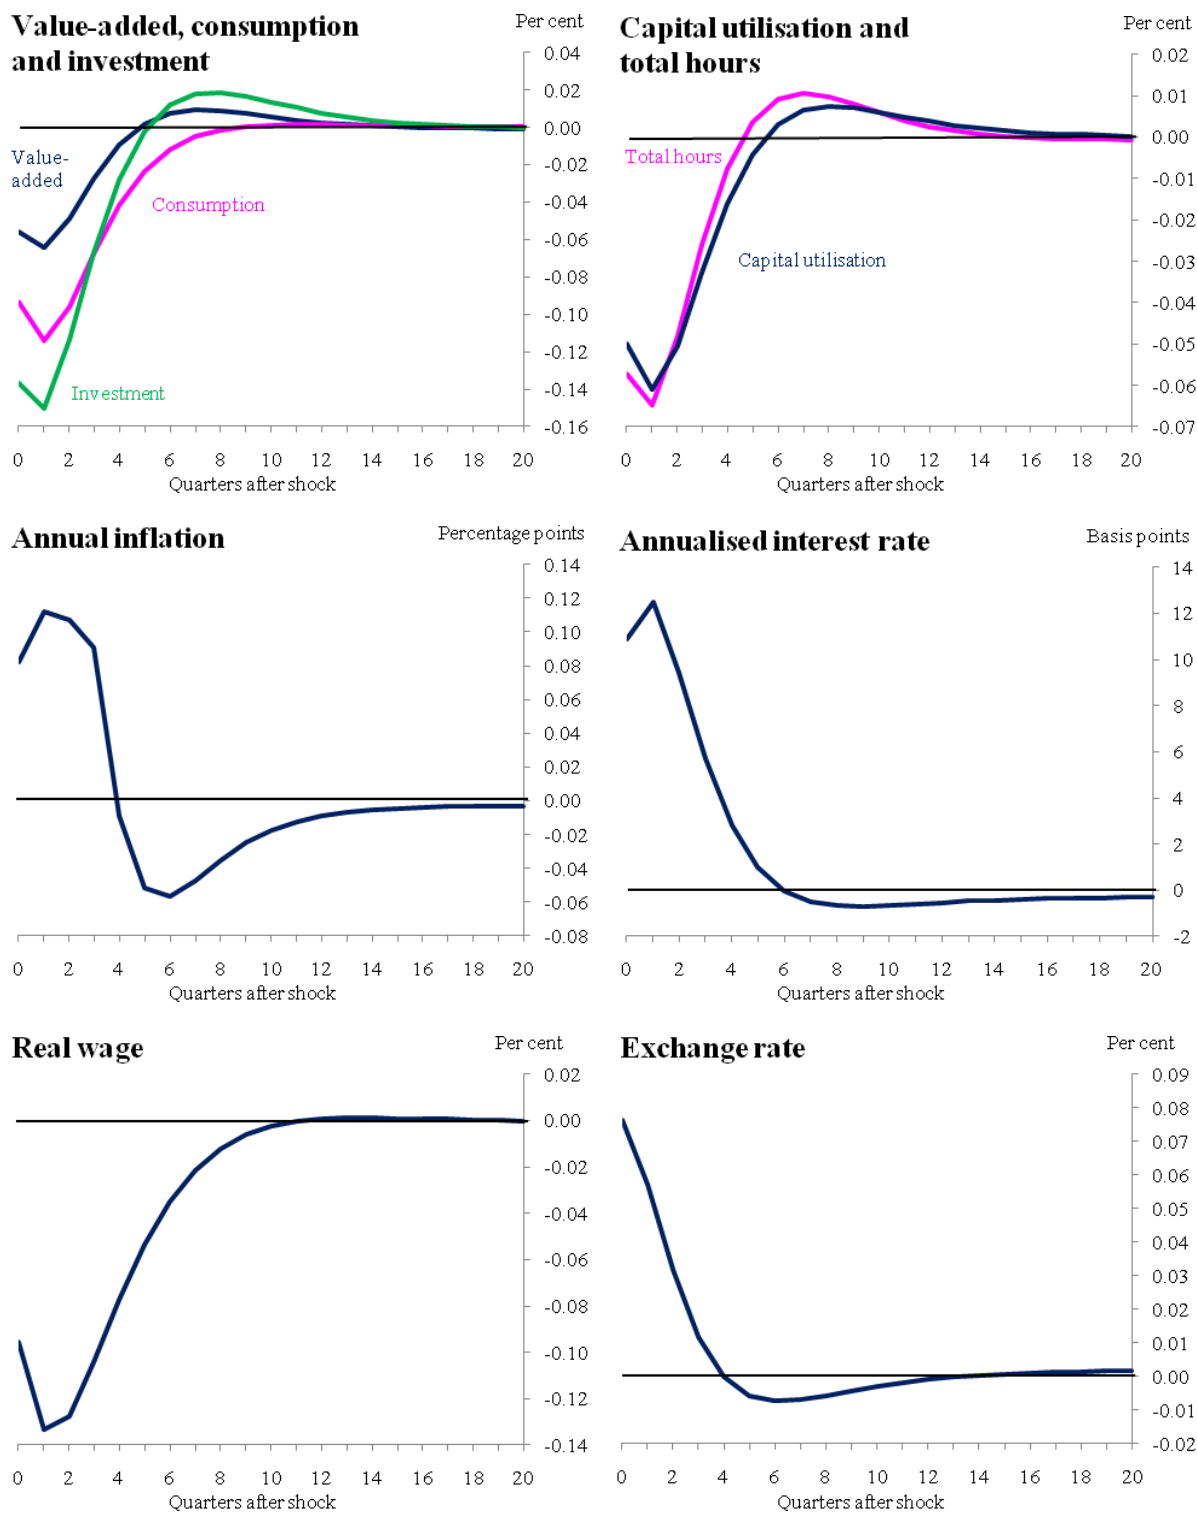 Value-added, consumption
and investment
Per cent
0.04
0.02
0.00
-0.02
-0.04
-0.06
-0.08
-0.10
-0.12
-0.14
-0.16
Value-
added
Consumption
Investment
0 2 4 6 8 10 12 14 16 18 20
Quarters after shock
Capital utilisation and
total hours
Per cent
0.02
0.01
0.00
-0.01
-0.02
-0.03
-0.04
-0.05
-0.06
-0.07
Total hours
Capital utilisation
0 2 4 6 8 10 12 14 16 18 20
Quarters after shock
Annual inflation
Percentage points
0.14
0.12
0.10
0.08
0.06
0.04
0.02
0.00
-0.02
-0.04
-0.06
-0.08
0 2 4 6 8 10 12 14 16 18 20
Quarters after shock
Annualised interest rate
Basis points
14
12
10
8
6
4
2
0
-2
0 2 4 6 8 10 12 14 16 18 20
Quarters after shock
Real wage
Per cent
0.02
0.00
-0.02
-0.04
-0.06
-0.08
-0.10
-0.12
-0.14
0 2 4 6 8 10 12 14 16 18 20
Quarters after shock
Exchange rate
Per cent
0.09
0.08
0.07
0.06
0.05
0.04
0.03
0.02
0.01
0.00
-0.01
-0.02
0 2 4 6 8 10 12 14 16 18 20
Quarters after shock